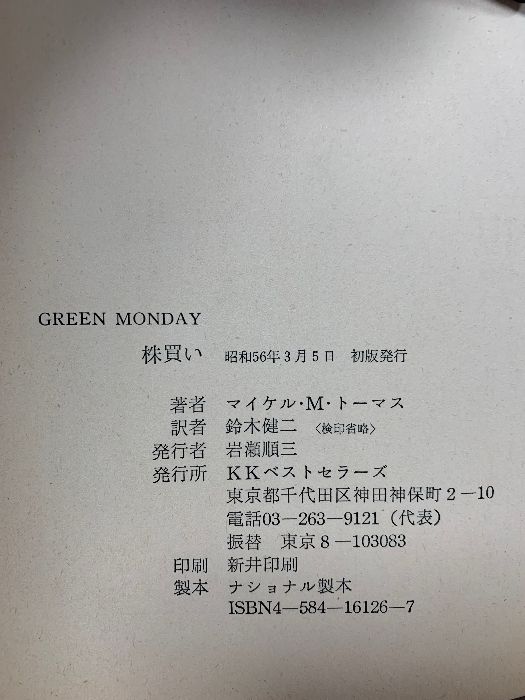 GREEN MONDAY
株買い 昭和56年3月5日 初版発行
著者 マイケル・M・トーマス
訳者 鈴木健二 〈検印省略〉
発行者 岩瀬順三
発行所 KKベストセラーズ
東京都千代田区神田神保町2—10
電話03—263—9121（代表）
振替 東京8—103083
印刷 新井印刷
製本 ナショナル製本
ISBN4—584—16126—7